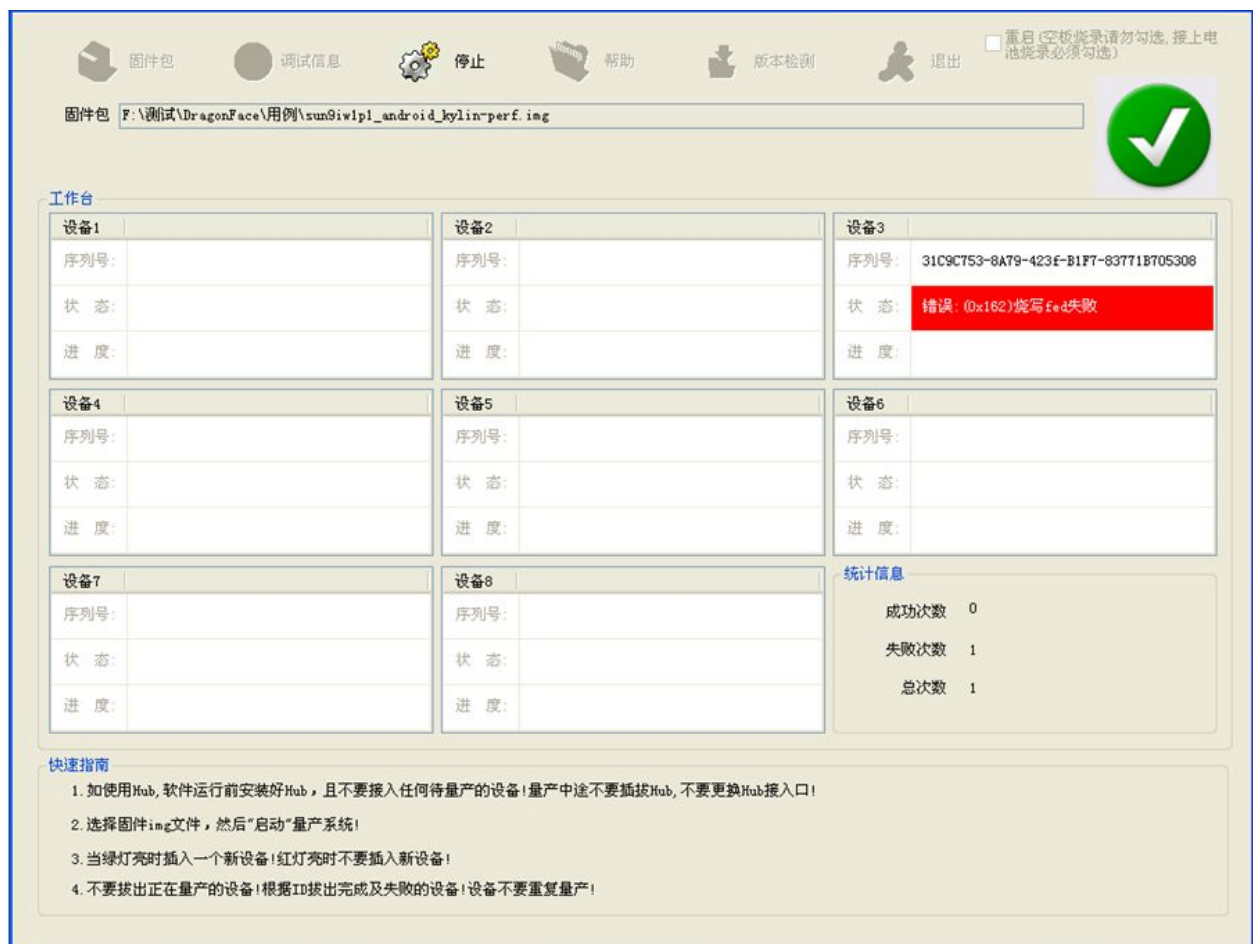 固件包 调试信息 停止 帮助 版本检测 退出
重启(空板烧录请勿勾选,接上电
池烧录必须勾选)
固件包 F:\测试\DragonFace\用例\sun9iw1p1_android_kylin-perf.img
工作台
设备1
序列号:
状 态:
进 度:
设备2
序列号:
状 态:
进 度:
设备3
序列号: 31C9C753-8A79-423f-B1F7-83771B705308
状 态: 错误:(0x162)烧写fed失败
进 度:
设备4
序列号:
状 态:
进 度:
设备5
序列号:
状 态:
进 度:
设备6
序列号:
状 态:
进 度:
设备7
序列号:
状 态:
进 度:
设备8
序列号:
状 态:
进 度:
统计信息
成功次数 0
失败次数 1
总次数 1
快速指南
1.如使用Hub,软件运行前安装好Hub,且不要接入任何待量产的设备!量产中途不要插拔Hub,不要更换Hub接入口!
2.选择固件img文件,然后"启动"量产系统!
3.当绿灯亮时插入一个新设备!红灯亮时不要插入新设备!
4.不要拔出正在量产的设备!根据ID拔出完成及失败的设备!设备不要重复量产!